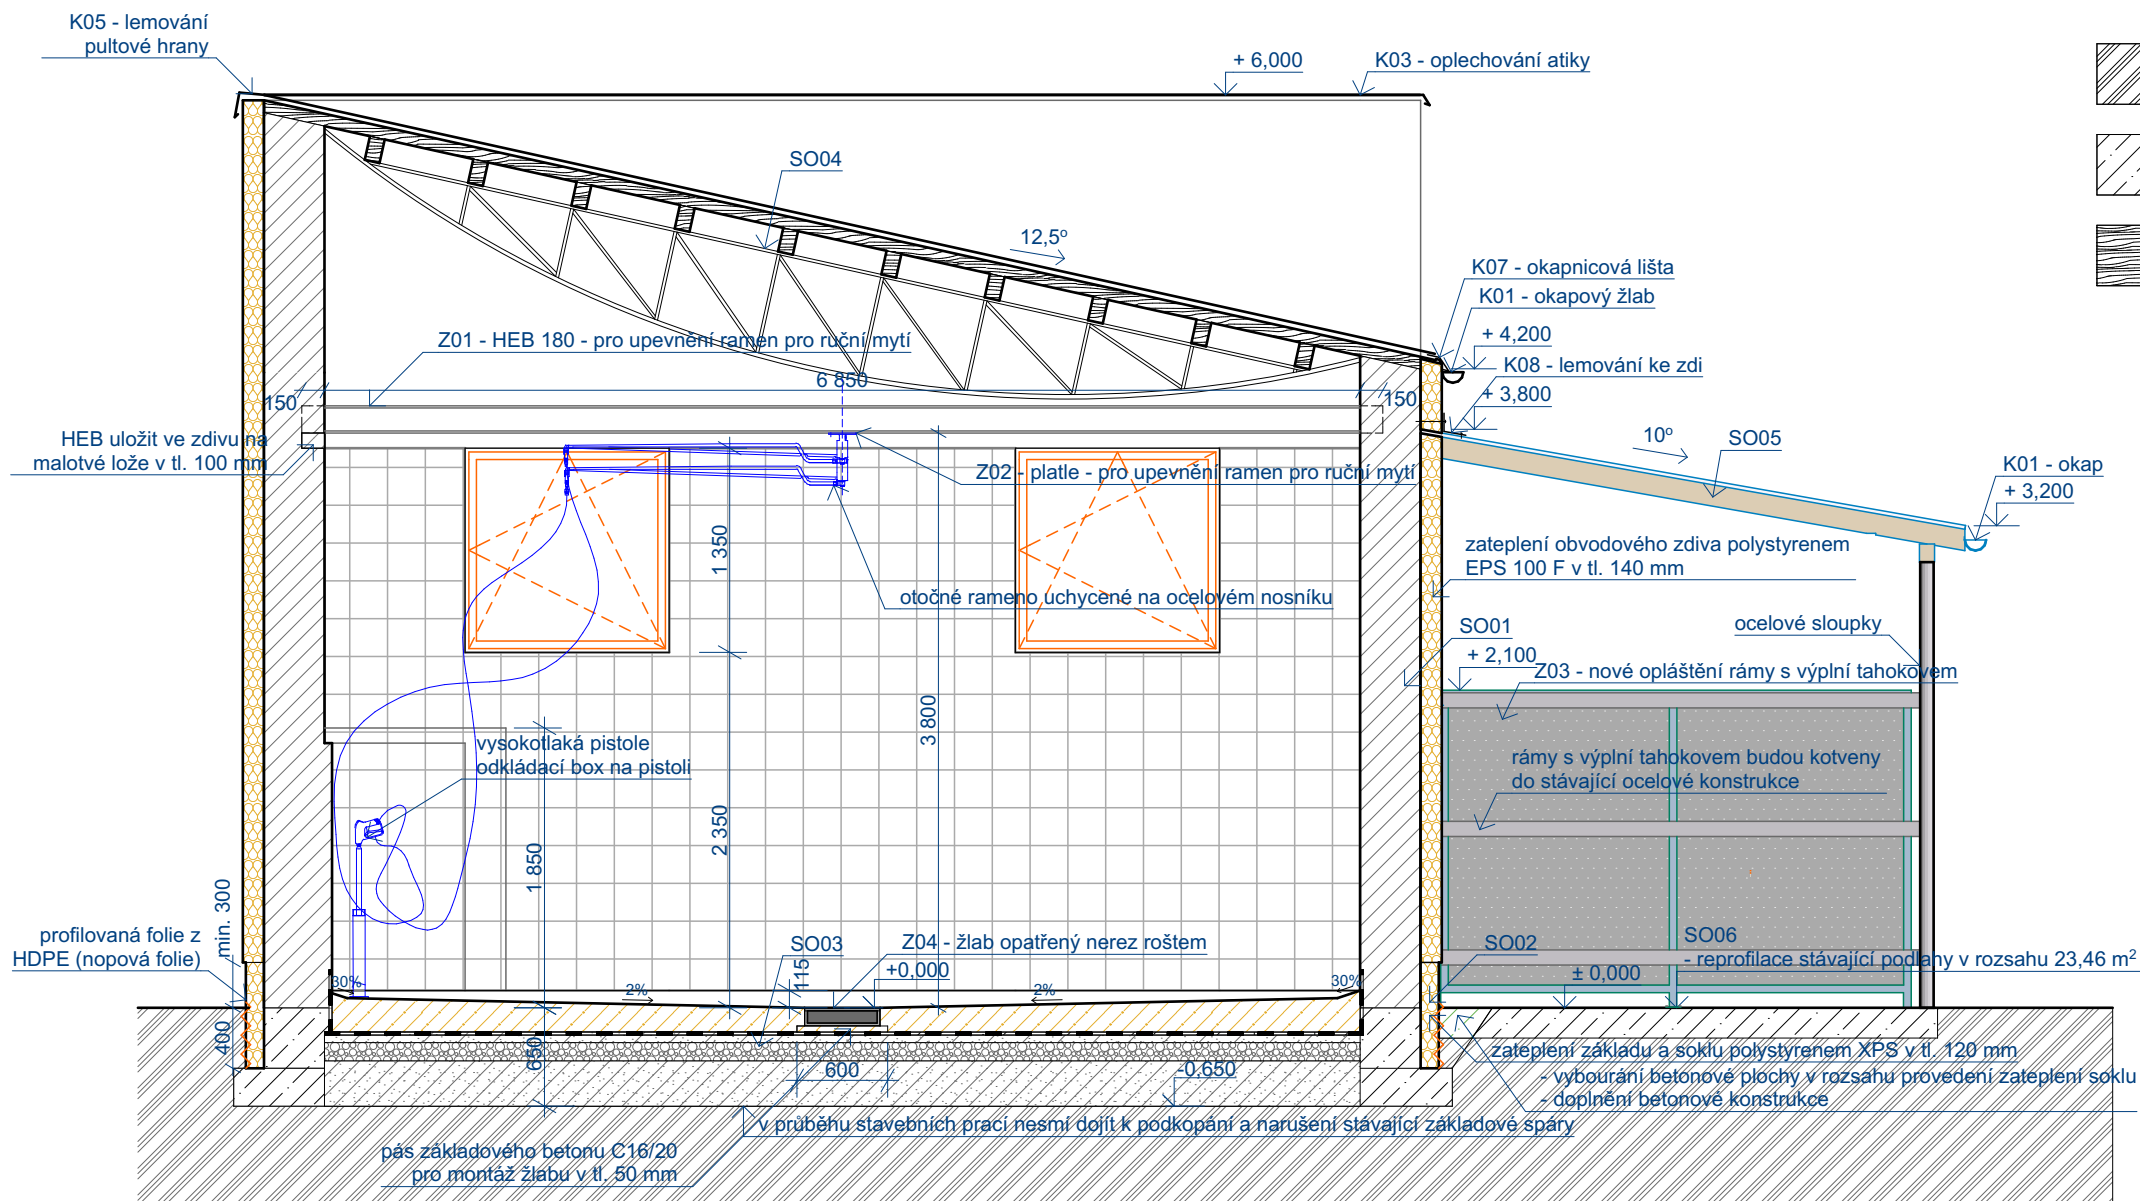 K05 - lemování
pultové hrany
+ 6,000
K03 - oplechování atiky
SO04
12,5º
K07 - okapnicová lišta
K01 - okapový žlab
+ 4,200
K08 - lemování ke zdi
+ 3,800
Z01 - HEB 180 - pro upevnění ramen pro ruční mytí
6 850
150
150
HEB uložit ve zdivu na
malotvé lože v tl. 100 mm
10º
SO05
K01 - okap
+ 3,200
Z02 - platle - pro upevnění ramen pro ruční mytí
1 350
zateplení obvodového zdiva polystyrenem
EPS 100 F v tl. 140 mm
otočné rameno uchycené na ocelovém nosníku
SO01
ocelové sloupky
+ 2,100
Z03 - nové opláštění rámy s výplní tahokovem
3 800
vysokotlaká pistole
odkládací box na pistoli
rámy s výplní tahokovem budou kotveny
do stávající ocelové konstrukce
2 350
1 850
min. 300
profilovaná folie z
HDPE (nopová folie)
SO03
115
Z04 - žlab opatřený nerez roštem
+0,000
SO02
SO06
- reprofilace stávající podlahy v rozsahu 23,46 m²
± 0,000
30%
2%
2%
30%
400
650
600
-0,650
zateplení základu a soklu polystyrenem XPS v tl. 120 mm
- vybourání betonové plochy v rozsahu provedení zateplení soklu
- doplnění betonové konstrukce
v průběhu stavebních prací nesmí dojít k podkopání a narušení stávající základové spáry
pás základového betonu C16/20
pro montáž žlabu v tl. 50 mm